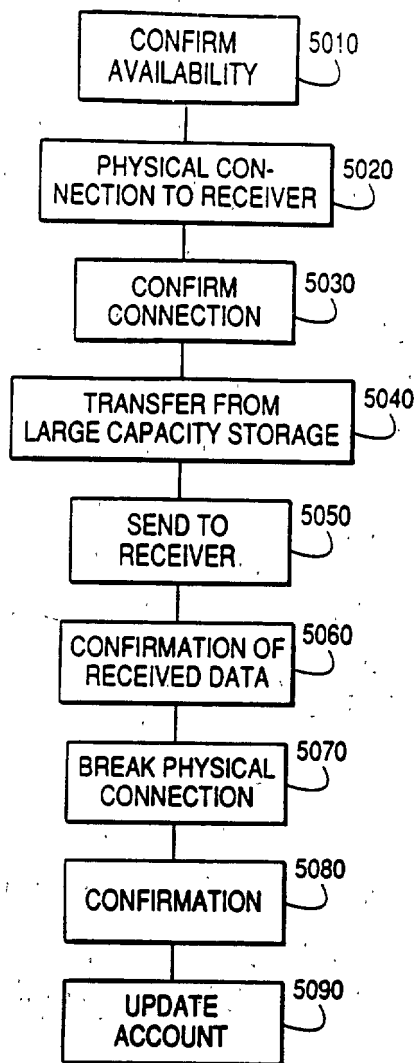 CONFIRM
AVAILABILITY
5010
PHYSICAL CON-
NECTION TO RECEIVER
5020
CONFIRM
CONNECTION
5030
TRANSFER FROM
LARGE CAPACITY STORAGE
5040
SEND TO
RECEIVER
5050
CONFIRMATION OF
RECEIVED DATA
5060
BREAK PHYSICAL
CONNECTION
5070
CONFIRMATION
5080
UPDATE
ACCOUNT
5090